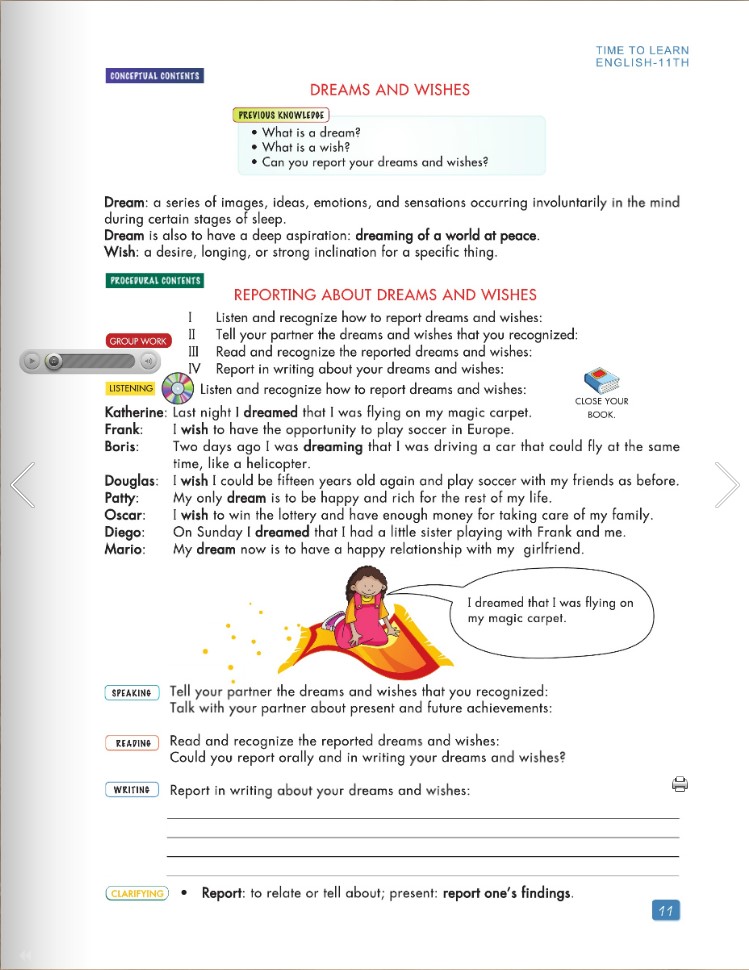 TIME TO LEARN
ENGLISH-11TH
CONCEPTUAL CONTENTS
DREAMS AND WISHES
PREVIOUS KNOWLEDGE
• What is a dream?
• What is a wish?
• Can you report your dreams and wishes?
Dream: a series of images, ideas, emotions, and sensations occurring involuntarily in the mind
during certain stages of sleep.
Dream is also to have a deep aspiration: dreaming of a world at peace.
Wish: a desire, longing, or strong inclination for a specific thing.
PROCEDURAL CONTENTS
REPORTING ABOUT DREAMS AND WISHES
I Listen and recognize how to report dreams and wishes:
II Tell your partner the dreams and wishes that you recognized:
GROUP WORK
III Read and recognize the reported dreams and wishes:
IV Report in writing about your dreams and wishes:
LISTENING Listen and recognize how to report dreams and wishes:
CLOSE YOUR
BOOK.
Katherine: Last night I dreamed that I was flying on my magic carpet.
Frank: I wish to have the opportunity to play soccer in Europe.
Boris: Two days ago I was dreaming that I was driving a car that could fly at the same
time, like a helicopter.
Douglas: I wish I could be fifteen years old again and play soccer with my friends as before.
Patty: My only dream is to be happy and rich for the rest of my life.
Oscar: I wish to win the lottery and have enough money for taking care of my family.
Diego: On Sunday I dreamed that I had a little sister playing with Frank and me.
Mario: My dream now is to have a happy relationship with my girlfriend.
I dreamed that I was flying on
my magic carpet.
SPEAKING Tell your partner the dreams and wishes that you recognized:
Talk with your partner about present and future achievements:
READING Read and recognize the reported dreams and wishes:
Could you report orally and in writing your dreams and wishes?
WRITING Report in writing about your dreams and wishes:
CLARIFYING • Report: to relate or tell about; present: report one's findings.
11